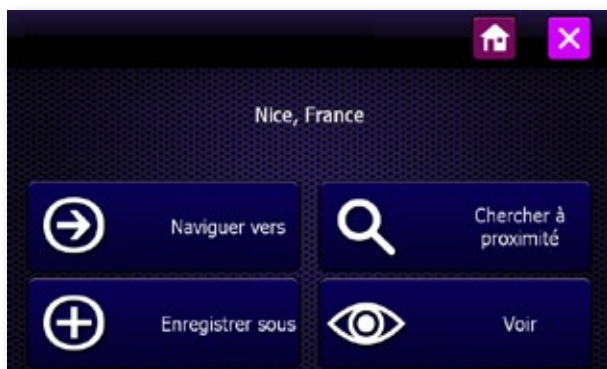 Nice, France
Naviguer vers
Chercher à
proximité
Enregistrer sous
Voir